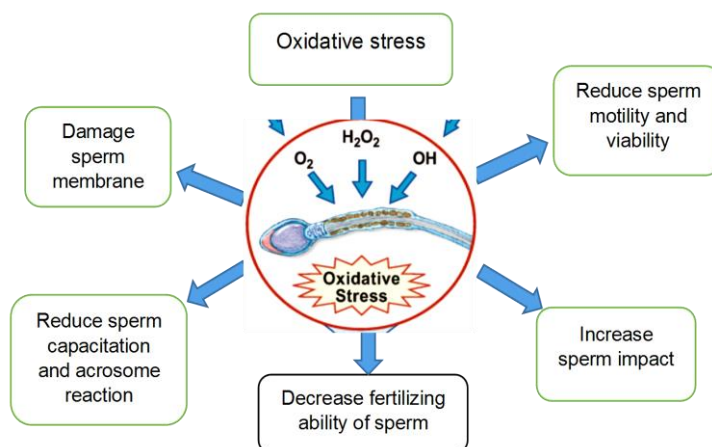 Oxidative stress
Damage
sperm
membrane
Reduce sperm
motility and
viability
O2
H2O2
OH
Oxidative
Stress
Reduce sperm
capacitation
and acrosome
reaction
Increase
sperm impact
Decrease fertilizing
ability of sperm